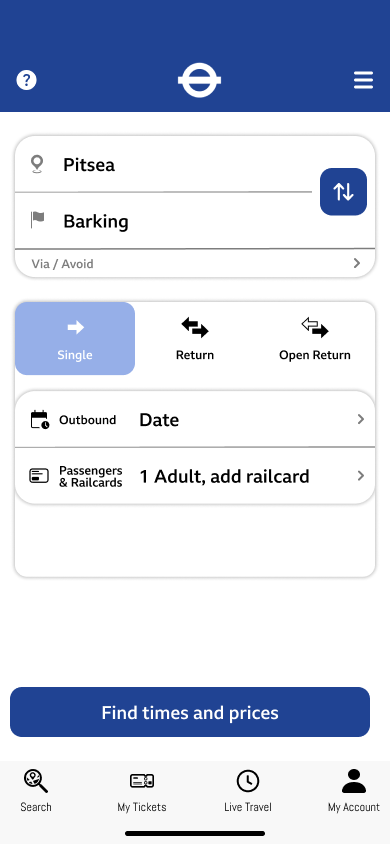 ?
Pitsea
Barking
Via / Avoid
Single
Return
Open Return
Outbound
Date
Passengers
& Railcards
1 Adult, add railcard
Find times and prices
Search
My Tickets
Live Travel
My Account